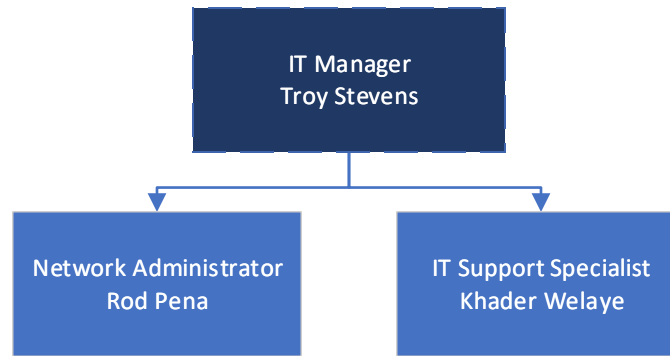 IT Manager
Troy Stevens
Network Administrator
Rod Pena
IT Support Specialist
Khader Welaye